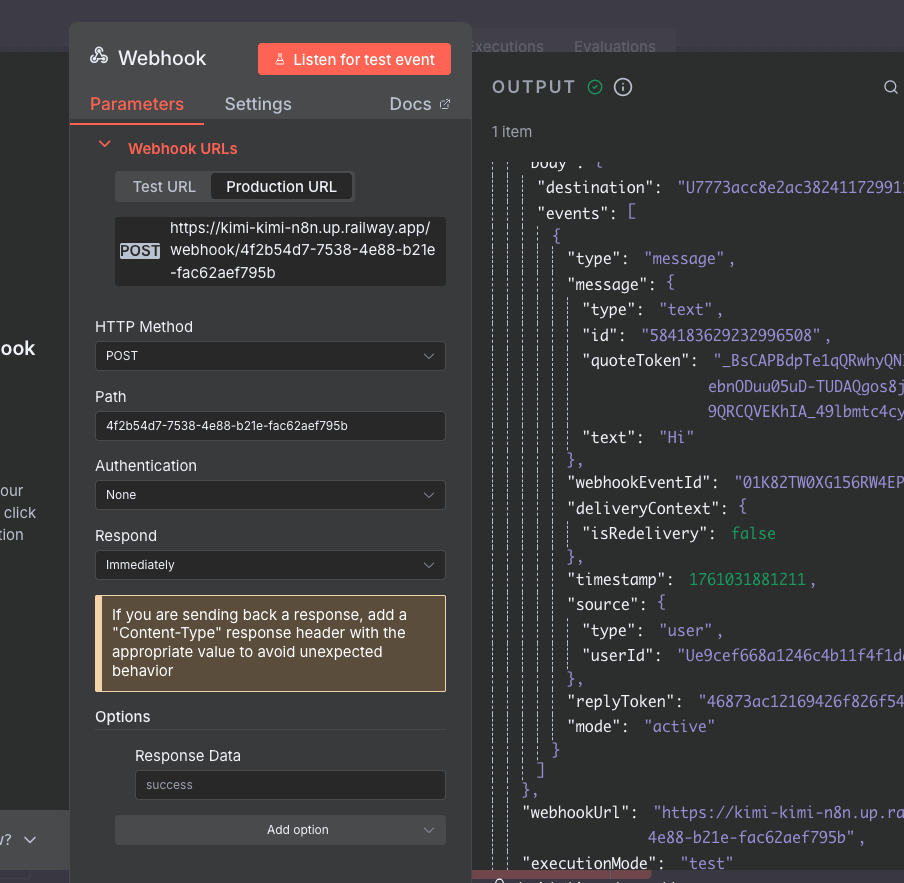 Webhook
Listen for test event
Executions
Evaluations
Parameters
Settings
Docs
Webhook URLs
Test URL
Production URL
POST
https://kimi-kimi-n8n.up.railway.app/
webhook/4f2b54d7-7538-4e88-b21e
-fac62aef795b
HTTP Method
POST
Path
4f2b54d7-7538-4e88-b21e-fac62aef795b
Authentication
None
Respond
Immediately
If you are sending back a response, add a
"Content-Type" response header with the
appropriate value to avoid unexpected
behavior
Options
Response Data
success
Add option
ook
our
click
tion
w?
OUTPUT
1 item
"body": {
"destination": "U7773acc8e2ac38241172991
"events": [
{
"type": "message",
"message": {
"type": "text",
"id": "584183629232996508",
"quoteToken": "_BsCAPBdpTe1qQRwhyQN
ebnODuu05uD-TUDAQgos8j
9QRCQVEKhIA_49lbmtc4cy
"text": "Hi"
},
"webhookEventId": "01K82TW0XG156RW4EP
"deliveryContext": {
"isRedelivery": false
},
"timestamp": 1761031881211,
"source": {
"type": "user",
"userId": "Ue9cef668a1246c4b11f4f1d
},
"replyToken": "46873ac12169426f826f54
"mode": "active"
}
]
},
"webhookUrl": "https://kimi-kimi-n8n.up.ra
4e88-b21e-fac62aef795b",
"executionMode": "test"